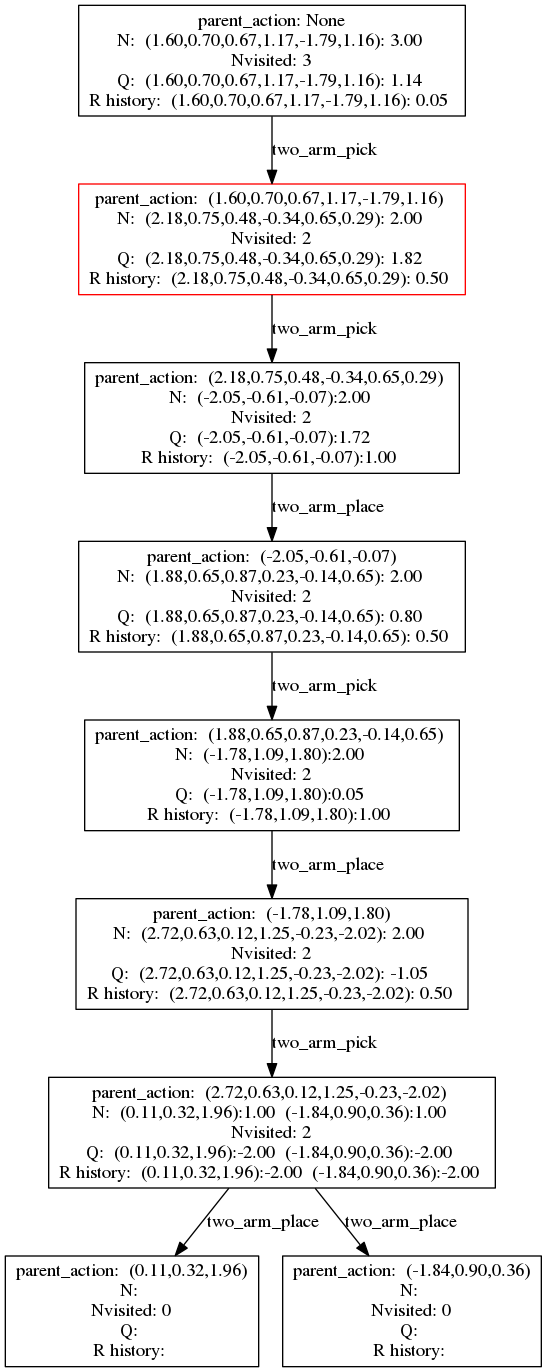 parent_action: None
N: (1.60,0.70,0.67,1.17,-1.79,1.16): 3.00
Nvisited: 3
Q: (1.60,0.70,0.67,1.17,-1.79,1.16): 1.14
R history: (1.60,0.70,0.67,1.17,-1.79,1.16): 0.05
two_arm_pick
parent_action: (1.60,0.70,0.67,1.17,-1.79,1.16)
N: (2.18,0.75,0.48,-0.34,0.65,0.29): 2.00
Nvisited: 2
Q: (2.18,0.75,0.48,-0.34,0.65,0.29): 1.82
R history: (2.18,0.75,0.48,-0.34,0.65,0.29): 0.50
two_arm_pick
parent_action: (2.18,0.75,0.48,-0.34,0.65,0.29)
N: (-2.05,-0.61,-0.07):2.00
Nvisited: 2
Q: (-2.05,-0.61,-0.07):1.72
R history: (-2.05,-0.61,-0.07):1.00
two_arm_place
parent_action: (-2.05,-0.61,-0.07)
N: (1.88,0.65,0.87,0.23,-0.14,0.65): 2.00
Nvisited: 2
Q: (1.88,0.65,0.87,0.23,-0.14,0.65): 0.80
R history: (1.88,0.65,0.87,0.23,-0.14,0.65): 0.50
two_arm_pick
parent_action: (1.88,0.65,0.87,0.23,-0.14,0.65)
N: (-1.78,1.09,1.80):2.00
Nvisited: 2
Q: (-1.78,1.09,1.80):0.05
R history: (-1.78,1.09,1.80):1.00
two_arm_place
parent_action: (-1.78,1.09,1.80)
N: (2.72,0.63,0.12,1.25,-0.23,-2.02): 2.00
Nvisited: 2
Q: (2.72,0.63,0.12,1.25,-0.23,-2.02): -1.05
R history: (2.72,0.63,0.12,1.25,-0.23,-2.02): 0.50
two_arm_pick
parent_action: (2.72,0.63,0.12,1.25,-0.23,-2.02)
N: (0.11,0.32,1.96):1.00 (-1.84,0.90,0.36):1.00
Nvisited: 2
Q: (0.11,0.32,1.96):-2.00 (-1.84,0.90,0.36):-2.00
R history: (0.11,0.32,1.96):-2.00 (-1.84,0.90,0.36):-2.00
two_arm_place
two_arm_place
parent_action: (0.11,0.32,1.96)
N:
Nvisited: 0
Q:
R history:
parent_action: (-1.84,0.90,0.36)
N:
Nvisited: 0
Q:
R history: